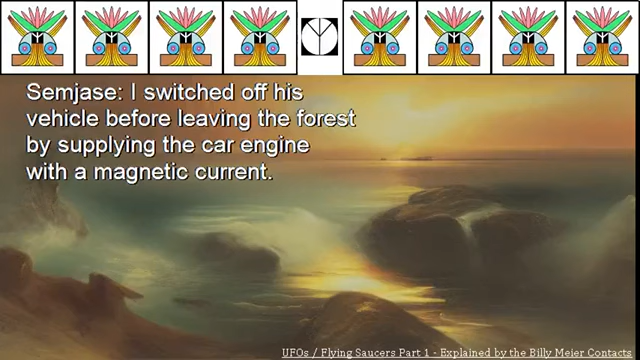 Semjase: I switched off his
vehicle before leaving the forest
by supplying the car engine
with a magnetic current.
UFOs / Flying Saucers Part 1 - Explained by the Billy Meier Contacts